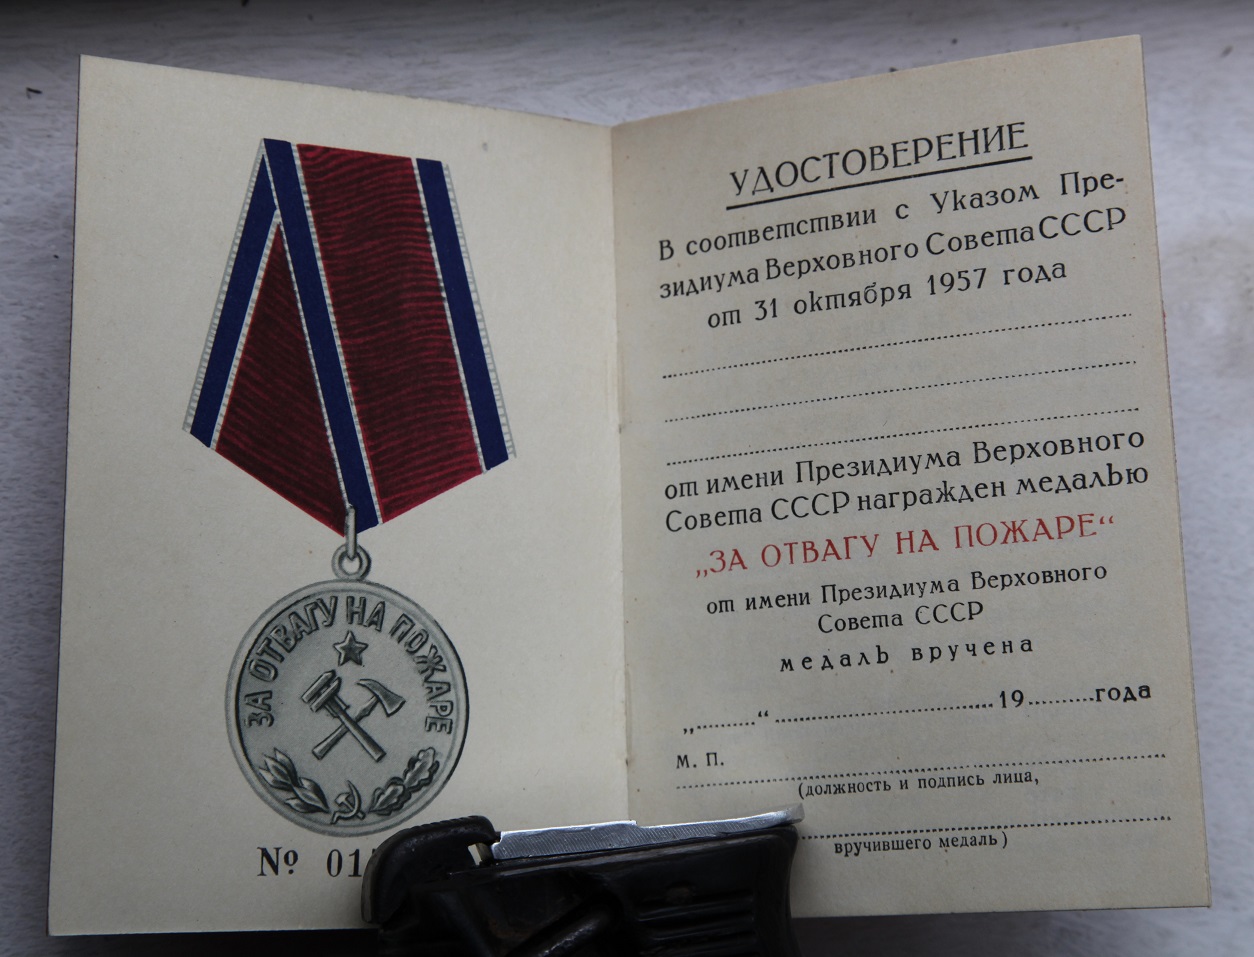 ЗА ОТВАГУ НА ПОЖАРЕ
№ 01
УДОСТОВЕРЕНИЕ
В соответствии с Указом Пре-
зидиума Верховного Совета СССР
от 31 октября 1957 года
от имени Президиума Верховного
Совета СССР награжден медалью
„ЗА ОТВАГУ НА ПОЖАРЕ“
от имени Президиума Верховного
Совета СССР
медаль вручена
„.........“ .................................... 19.........года
М. П.
(должность и подпись лица,
вручившего медаль)